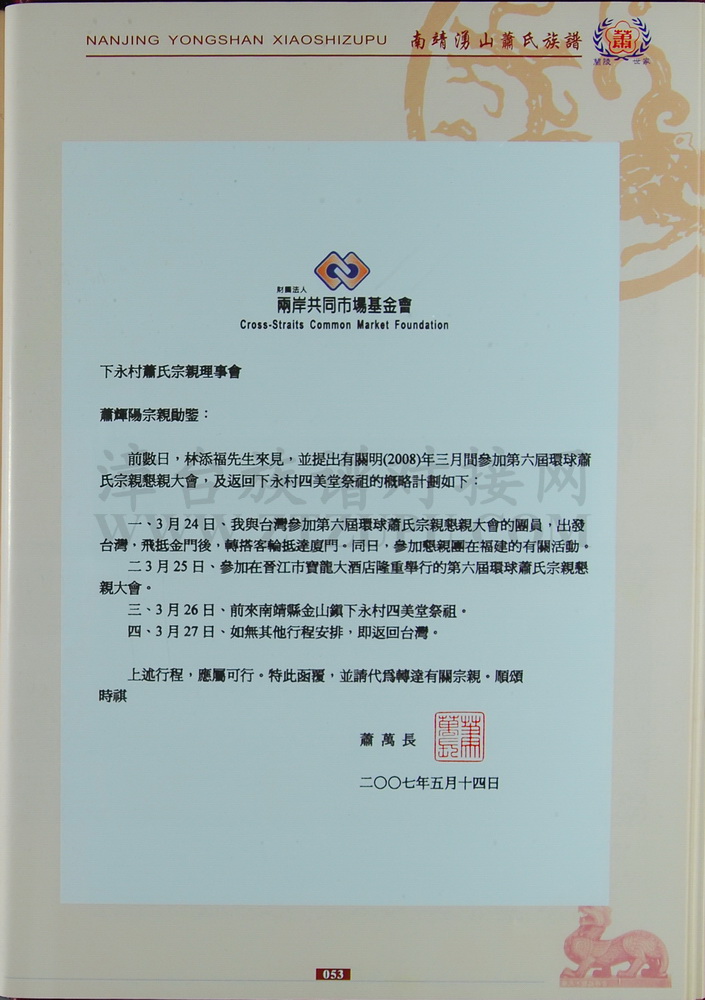 NANJING YONGSHAN XIAOSHIZUPU 南靖湧山蕭氏族譜
蕭
蘭陵 世家
財團法人
兩岸共同市場基金會
Cross-Straits Common Market Foundation
下永村蕭氏宗親理事會
蕭輝陽宗親勛鑒：
前數日，林添福先生來見，並提出有關明(2008)年三月間參加第六屆環球蕭
氏宗親懇親大會，及返回下永村四美堂祭祖的概略計劃如下：
一、3 月 24 日、我與台灣參加第六屆環球蕭氏宗親懇親大會的團員，出發
台灣，飛抵金門後，轉搭客輪抵達廈門。同日，參加懇親團在福建的有關活動。
二 3 月 25 日、參加在晉江市寶龍大酒店隆重舉行的第六屆環球蕭氏宗親懇
親大會。
三、3 月 26 日、前來南靖縣金山鎮下永村四美堂祭祖。
四、3 月 27 日、如無其他行程安排，即返回台灣。
上述行程，應屬可行。特此函覆，並請代爲轉達有關宗親。順頌
時祺
蕭 萬 長
蕭萬長
二〇〇七年五月十四日
053